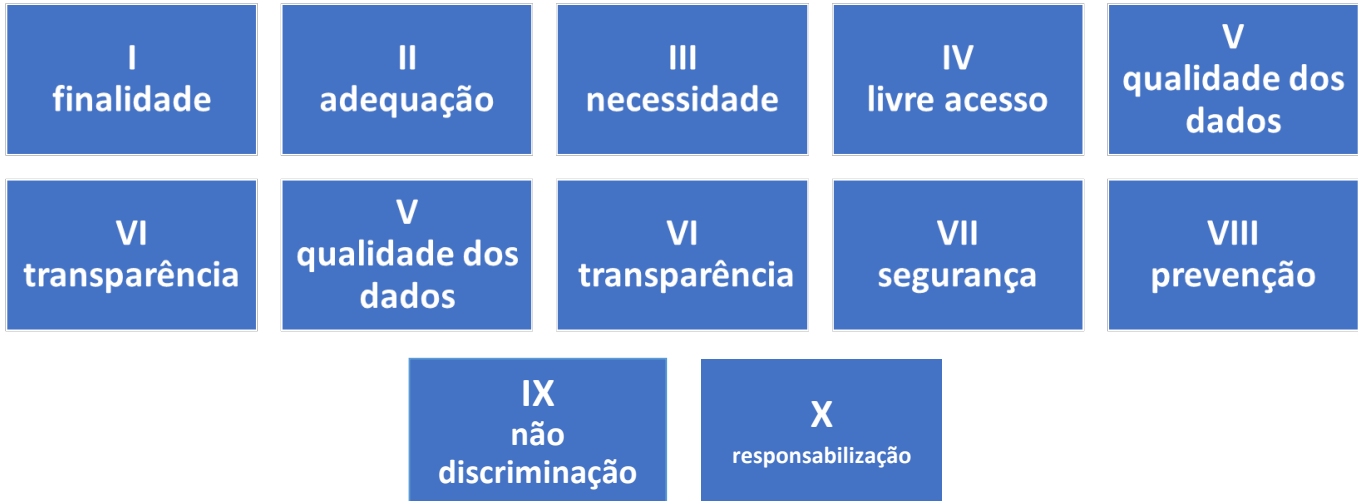 I
finalidade
II
adequação
III
necessidade
IV
livre acesso
V
qualidade dos
dados
VI
transparência
V
qualidade dos
dados
VI
transparência
VII
segurança
VIII
prevenção
IX
não
discriminação
X
responsabilização